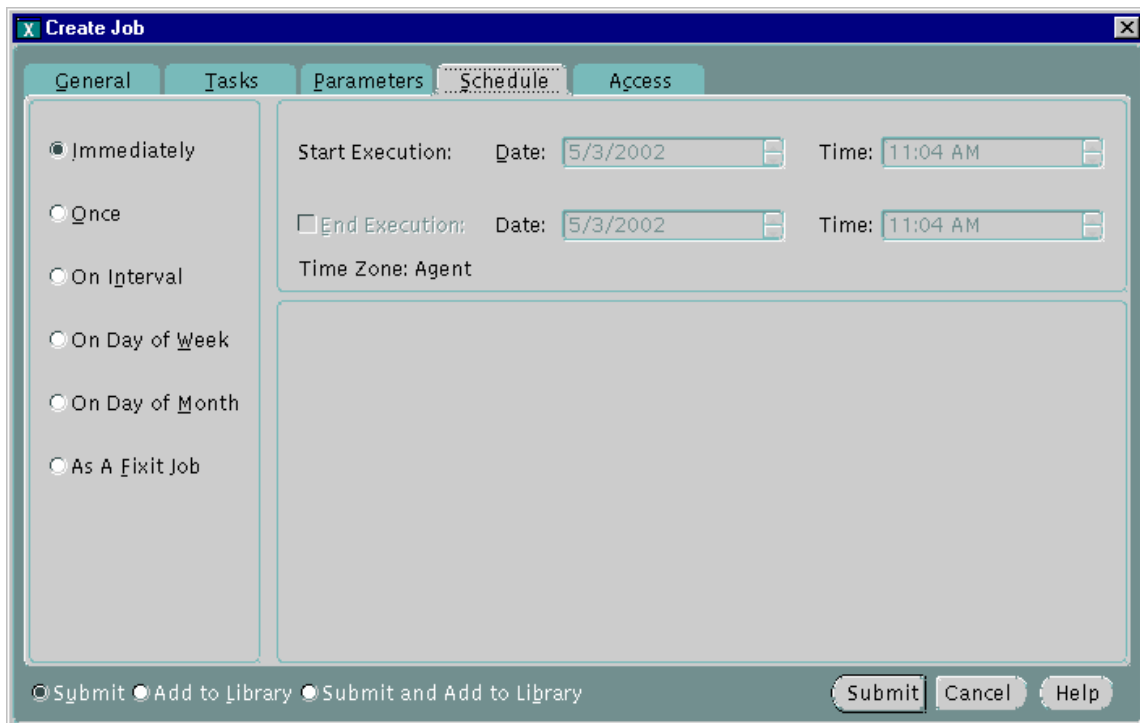 Create Job
General Tasks Parameters Schedule Access
Immediately
Once
On Interval
On Day of Week
On Day of Month
As A Fixit Job
Start Execution: Date: 5/3/2002 Time: 11:04 AM
End Execution: Date: 5/3/2002 Time: 11:04 AM
Time Zone: Agent
Submit Add to Library Submit and Add to Library Submit Cancel Help